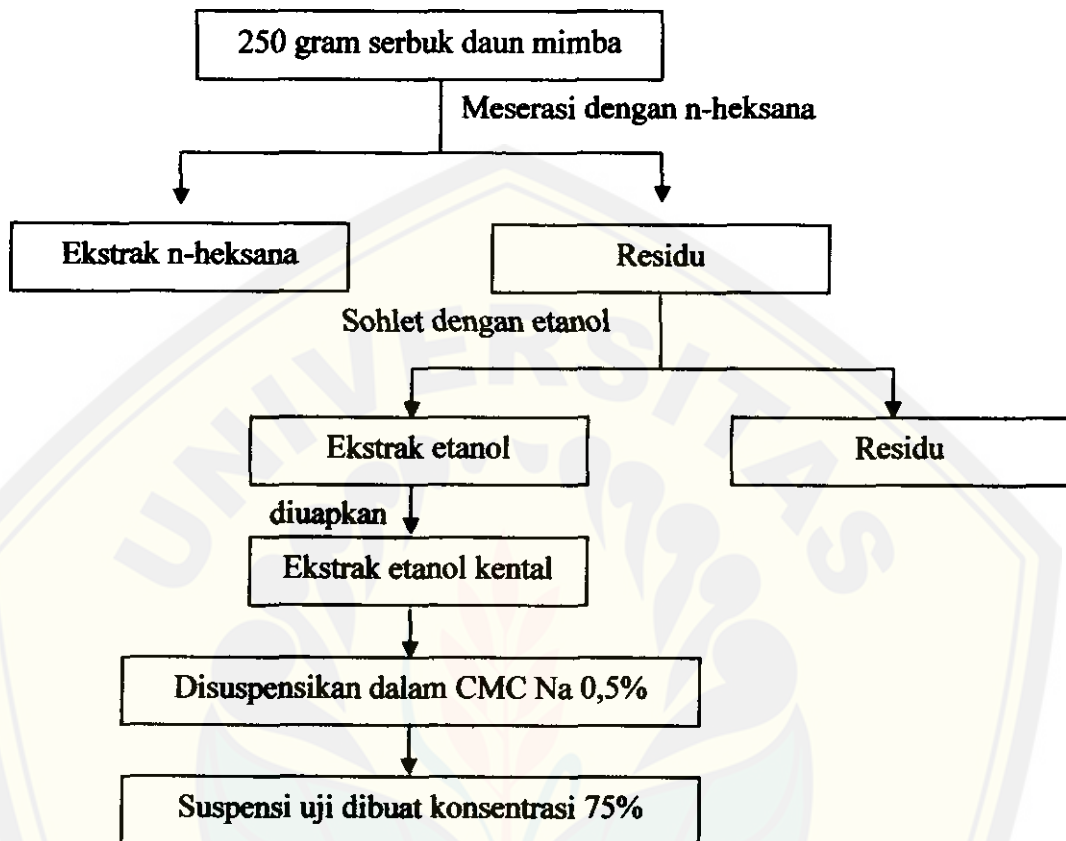 250 gram serbuk daun mimba
Meserasi dengan n-heksana
Ekstrak n-heksana
Residu
Sohlet dengan etanol
Ekstrak etanol
Residu
diuapkan
Ekstrak etanol kental
Disuspensikan dalam CMC Na 0,5%
Suspensi uji dibuat konsentrasi 75%
UNIVERSITAS